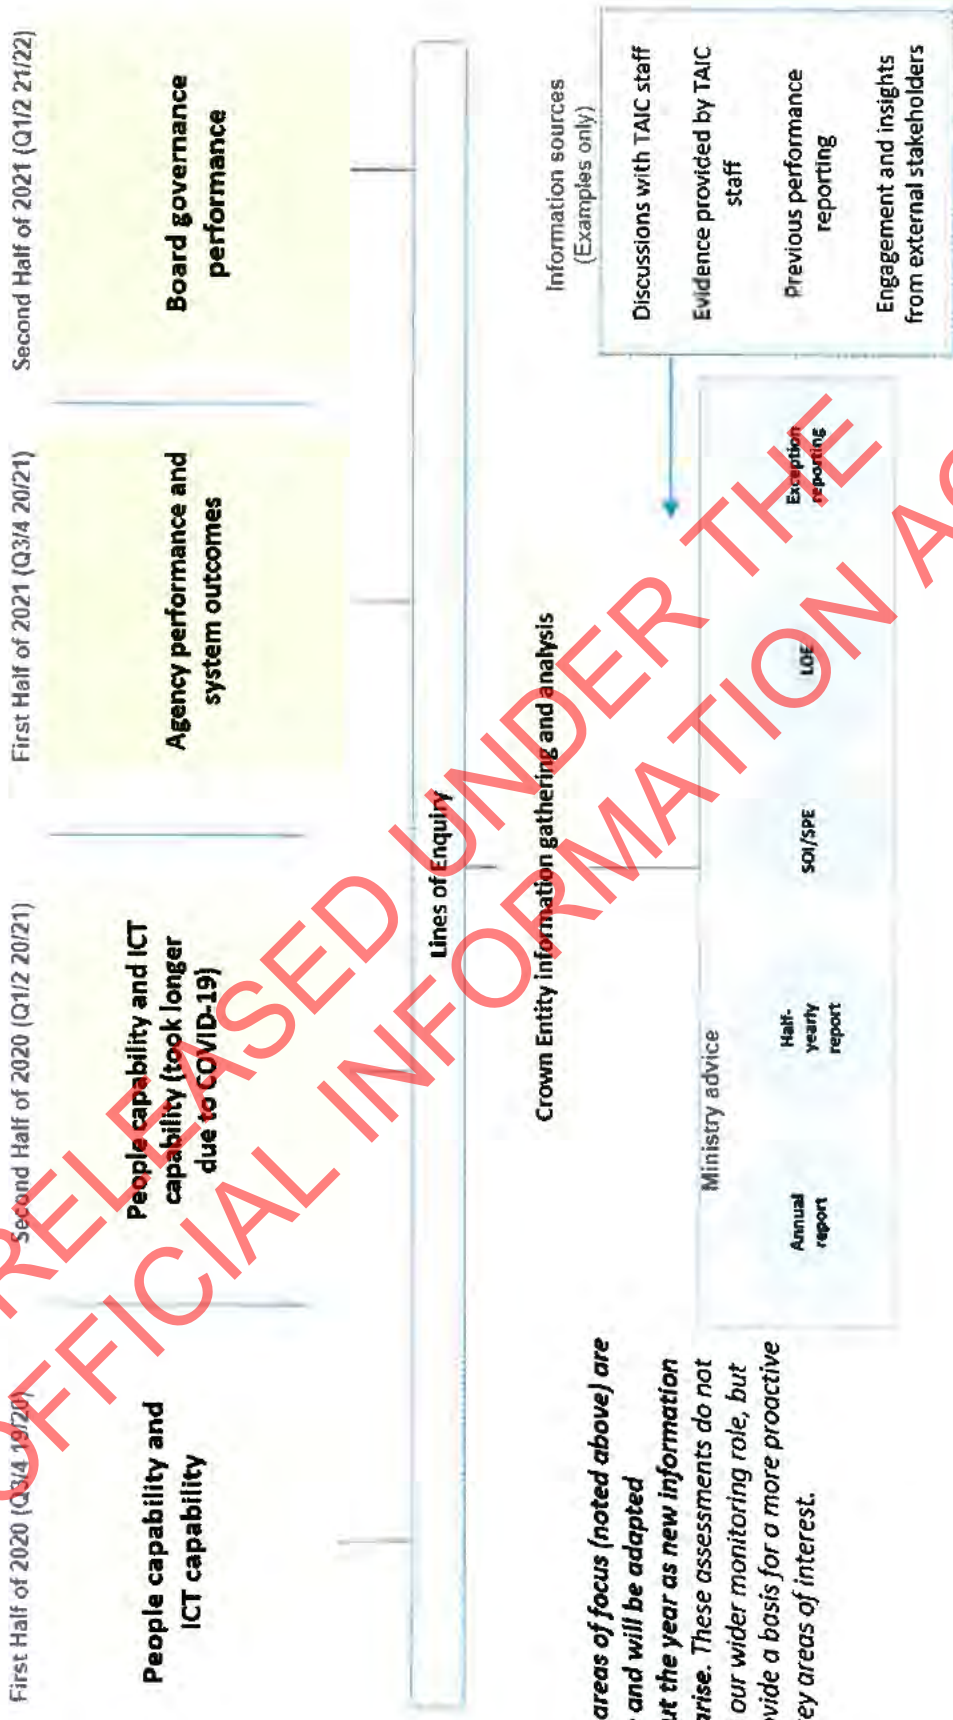 First Half of 2020 (Q3/4 19/20)
Second Half of 2020 (Q1/2 20/21)
First Half of 2021 (Q3/4 20/21)
Second Half of 2021 (Q1/2 21/22)
People capability and
ICT capability
People capability and ICT
capability (took longer
due to COVID-19)
Agency performance and
system outcomes
Board governance
performance
Lines of Enquiry
Crown Entity information gathering and analysis
Information sources
(Examples only)
Discussions with TAIC staff
Evidence provided by TAIC
staff
Previous performance
reporting
Engagement and insights
from external stakeholders
Ministry advice
Annual
report
Half-
yearly
report
SOI/SPE
LOE
Exception
reporting
areas of focus (noted above) are
and will be adapted
ut the year as new information
arise. These assessments do not
our wider monitoring role, but
vide a basis for a more proactive
ey areas of interest.
RELEASED UNDER THE
OFFICIAL INFORMATION AC